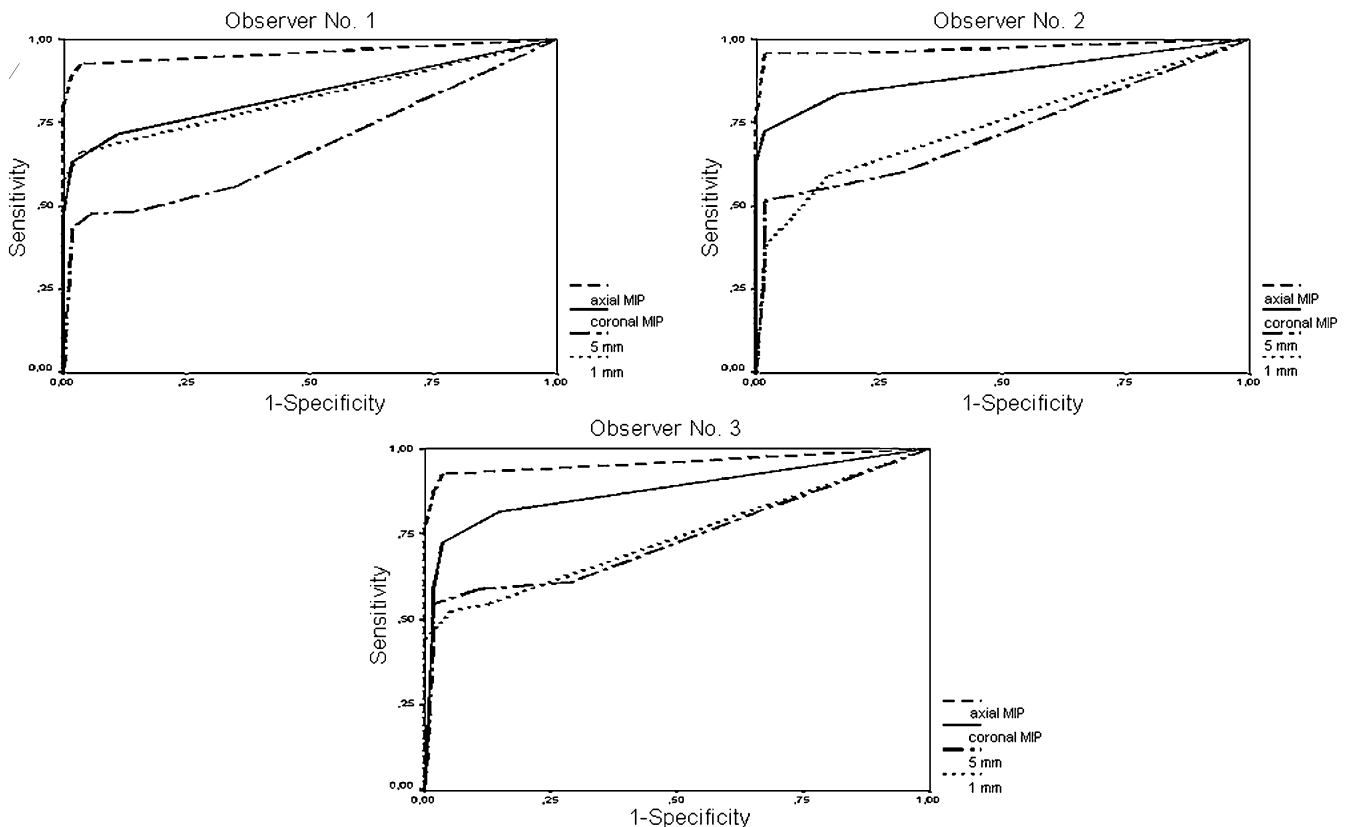 Observer No. 1
1,00
,75
,50
,25
0,00
Sensitivity
0,00
,25
,50
,75
1,00
1-Specificity
axial MIP
coronal MIP
5 mm
1 mm
Observer No. 2
1,00
,75
,50
,25
0,00
Sensitivity
0,00
,25
,50
,75
1,00
1-Specificity
axial MIP
coronal MIP
5 mm
1 mm
Observer No. 3
1,00
,75
,50
,25
0,00
Sensitivity
0,00
,25
,50
,75
1,00
1-Specificity
axial MIP
coronal MIP
5 mm
1 mm